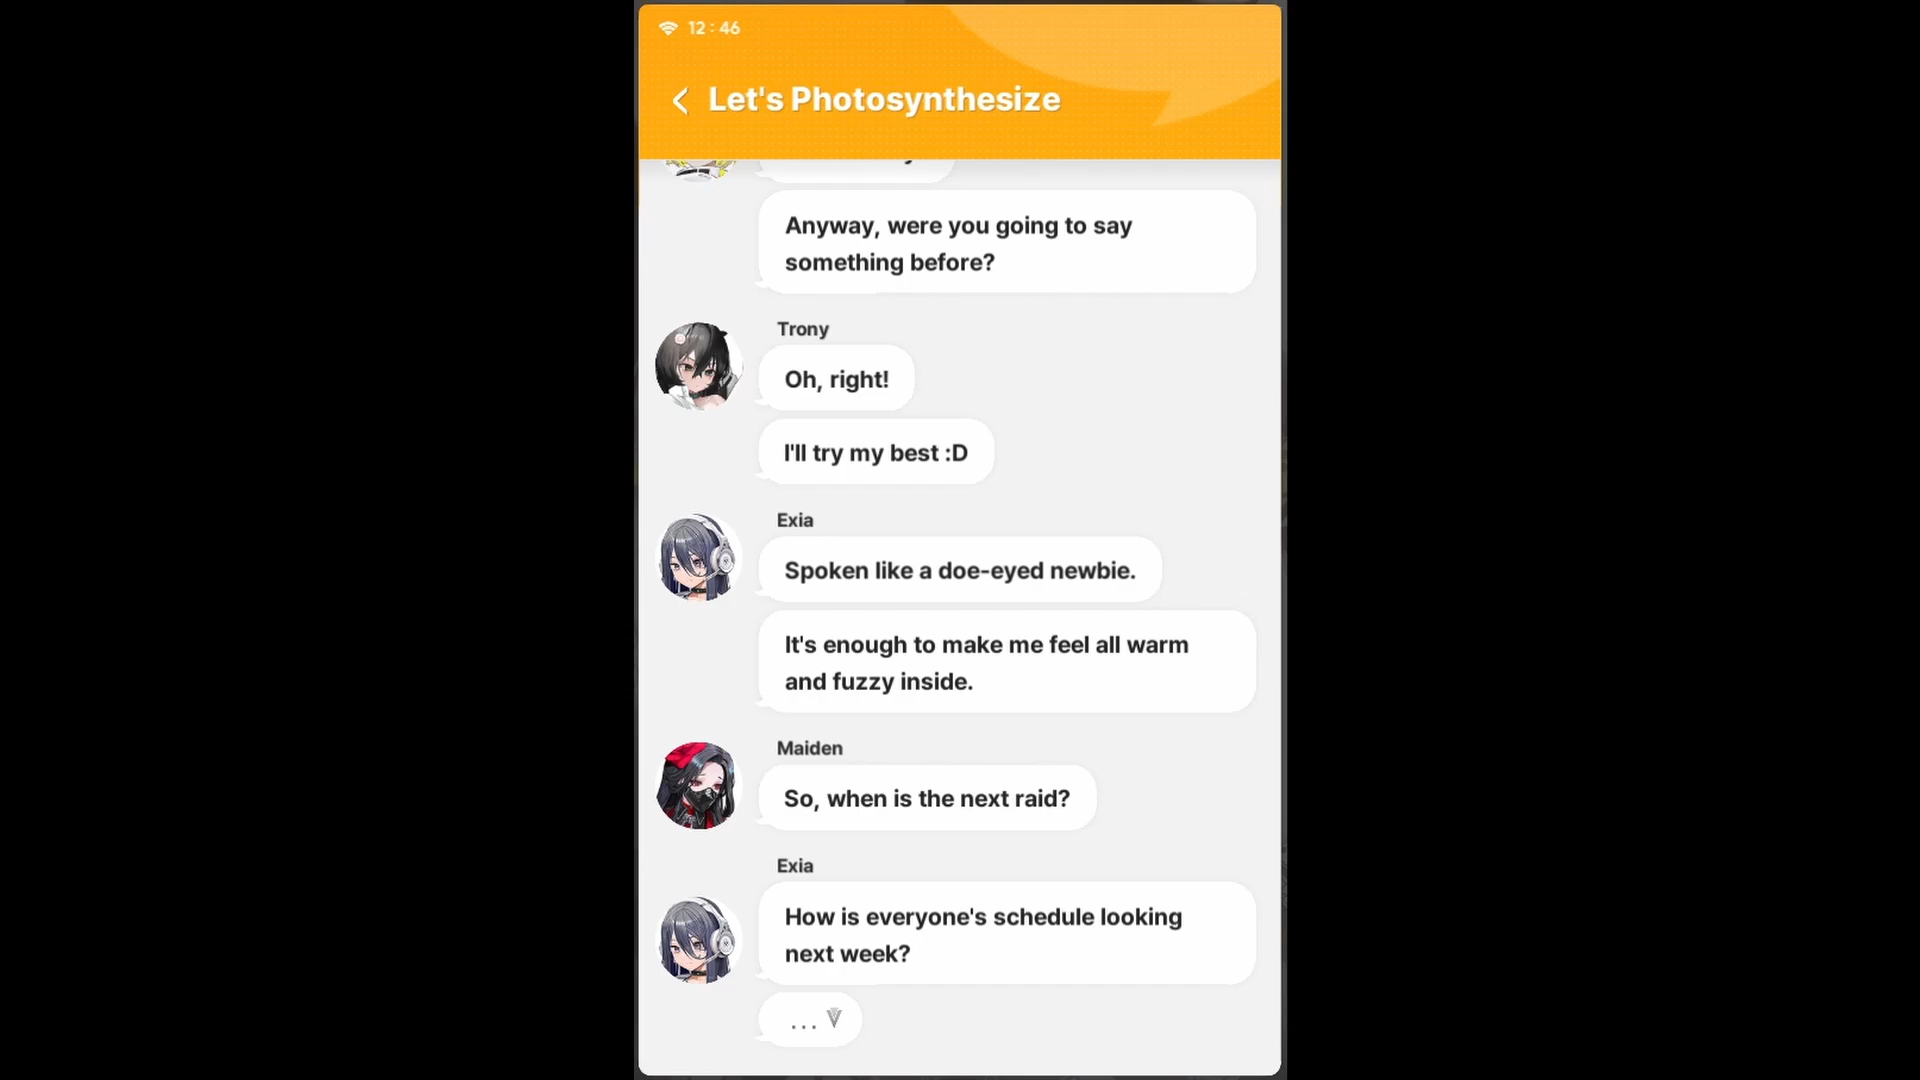 12:46
Let's Photosynthesize
Anyway, were you going to say
something before?
Trony
Oh, right!
I'll try my best :D
Exia
Spoken like a doe-eyed newbie.
It's enough to make me feel all warm
and fuzzy inside.
Maiden
So, when is the next raid?
Exia
How is everyone's schedule looking
next week?
...